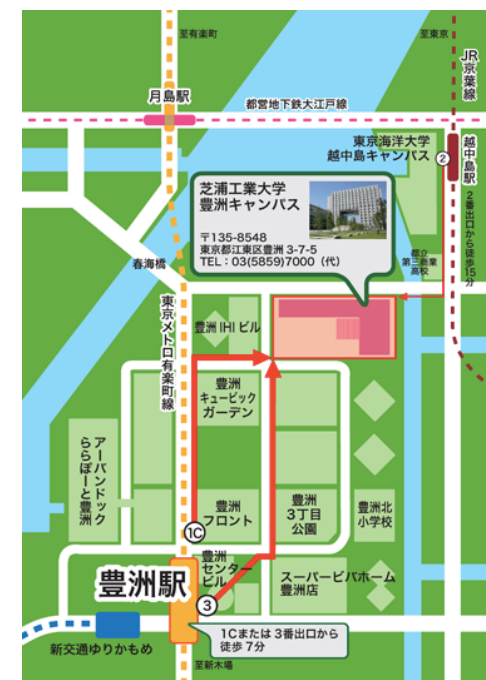 至有楽町
至東京
JR京葉線
月島駅
都営地下鉄大江戸線
東京海洋大学
越中島キャンパス
2
越中島駅
2番出口から徒歩15分
芝浦工業大学
豊洲キャンパス
〒135-8548
東京都江東区豊洲 3-7-5
TEL:03(5859)7000(代)
都立
第三商業
高校
春海橋
東京メトロ有楽町線
豊洲 IHI ビル
豊洲
キュービック
ガーデン
アーバンドック
ららぽーと豊洲
豊洲
フロント
1C
豊洲
3丁目
公園
豊洲北
小学校
豊洲
センター
ビル
スーパービバホーム
豊洲店
豊洲駅
3
1Cまたは 3番出口から
徒歩 7分
新交通ゆりかもめ
至新木場